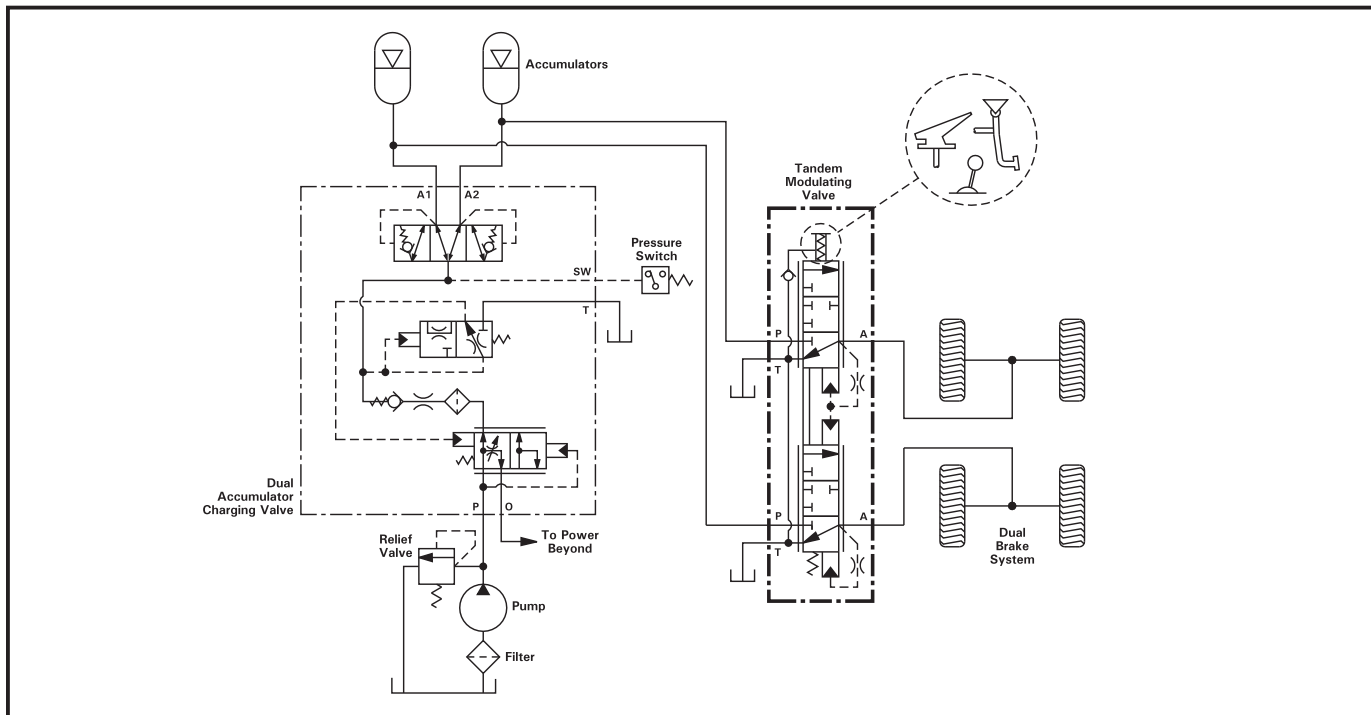 Accumulators
A1 A2
Tandem
Modulating
Valve
Pressure
Switch
SW
T
P A
T
Dual
Accumulator
Charging Valve
P O
To Power
Beyond
Relief
Valve
Pump
Filter
P A
T
Dual
Brake
System